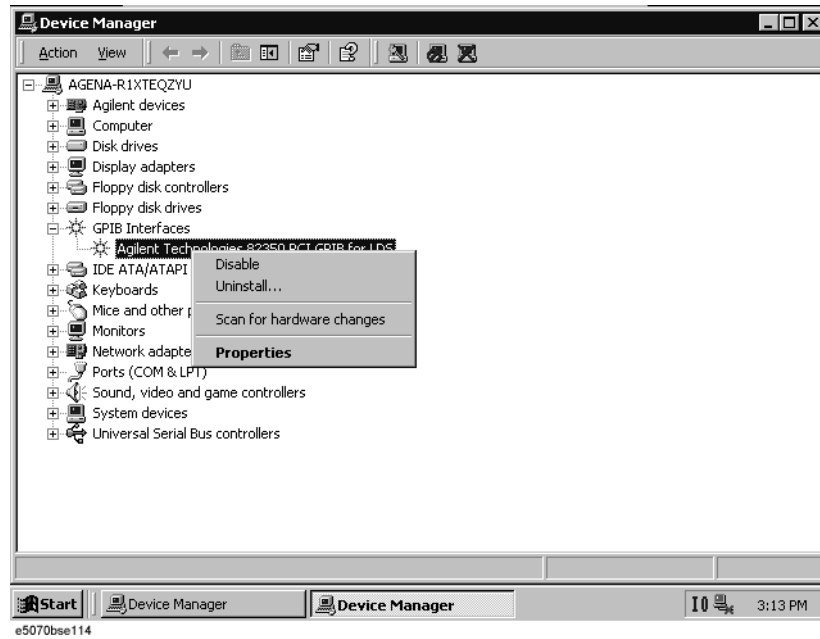 Device Manager
Action View
AGENA-R1XTEQZYU
Agilent devices
Computer
Disk drives
Display adapters
Floppy disk controllers
Floppy disk drives
GPIB Interfaces
Agilent Technologies 82350 PCI GPIB for LDS
Disable
Uninstall...
Scan for hardware changes
Properties
IDE ATA/ATAPI
Keyboards
Mice and other p
Monitors
Network adapte
Ports (COM & LPT)
Sound, video and game controllers
System devices
Universal Serial Bus controllers
Start Device Manager Device Manager IO 3:13 PM
e5070bse114